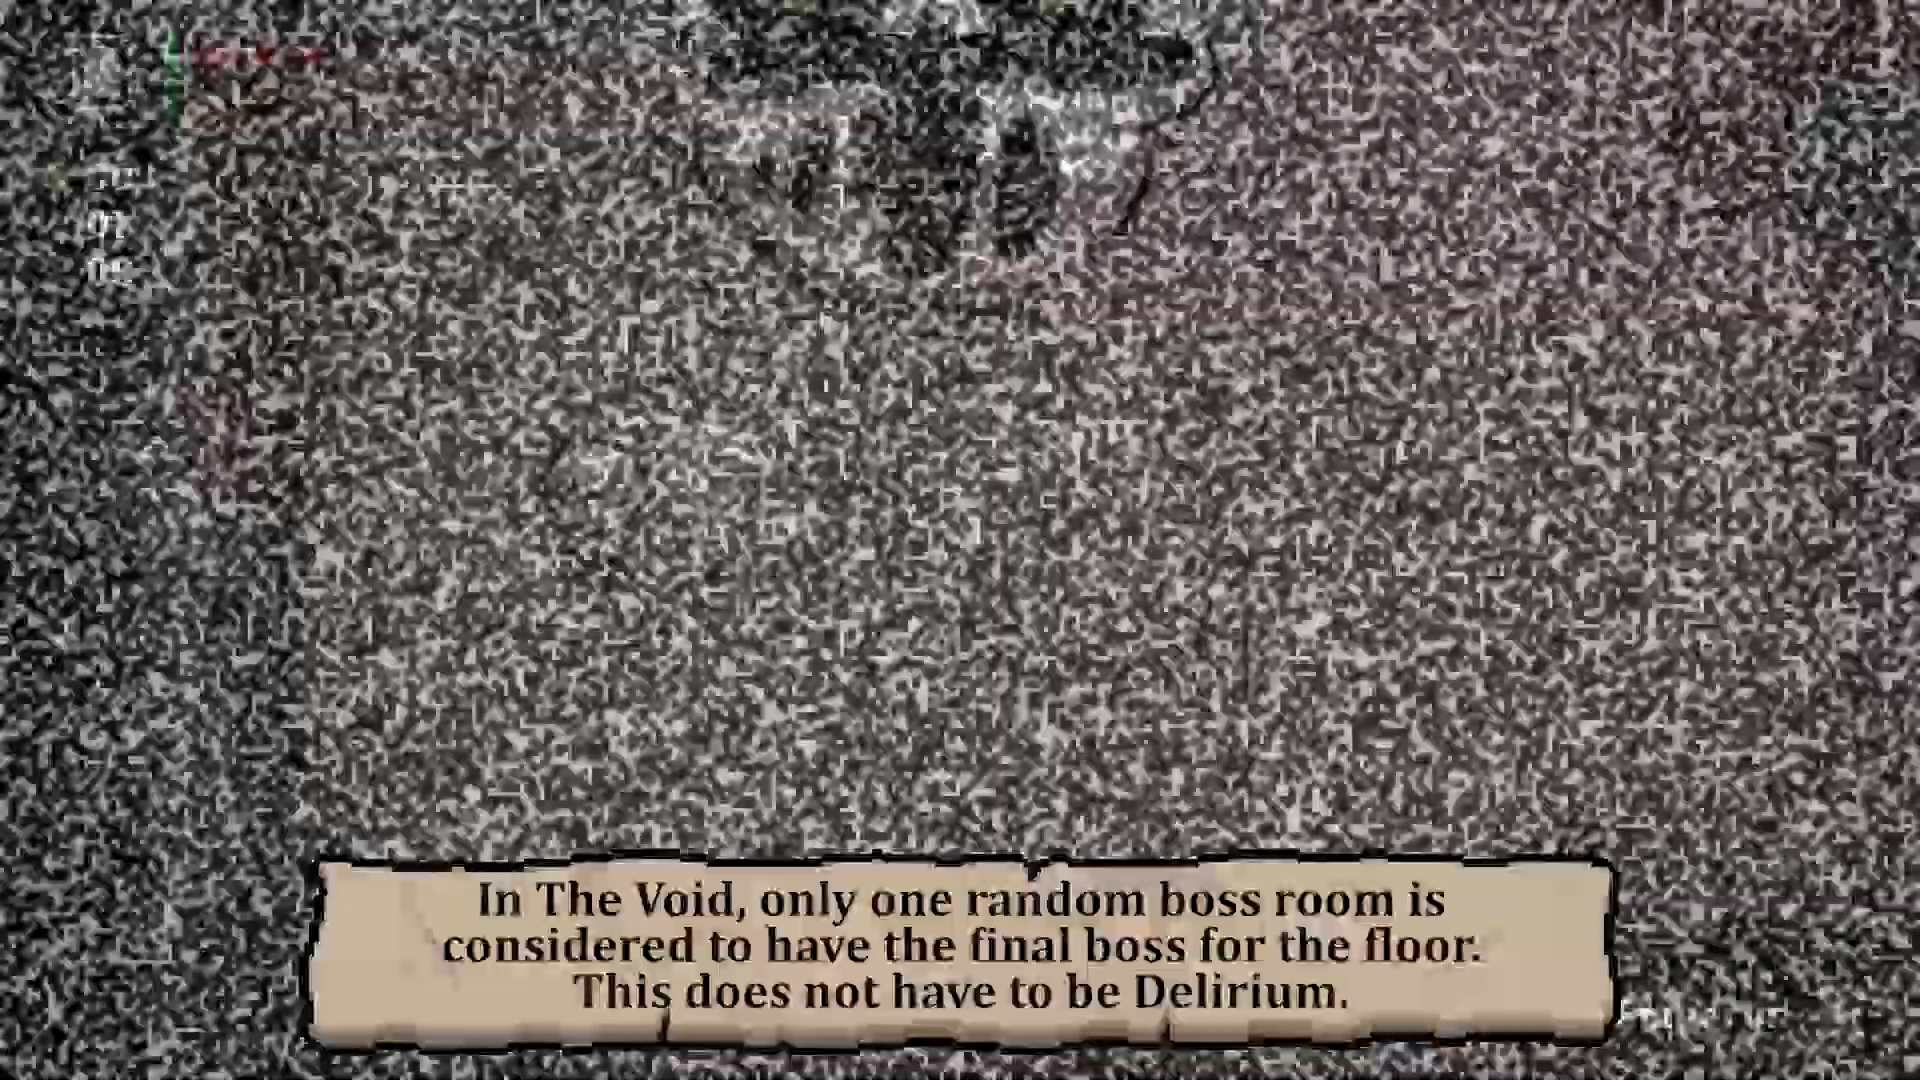 In The Void, only one random boss room is
considered to have the final boss for the floor.
This does not have to be Delirium.